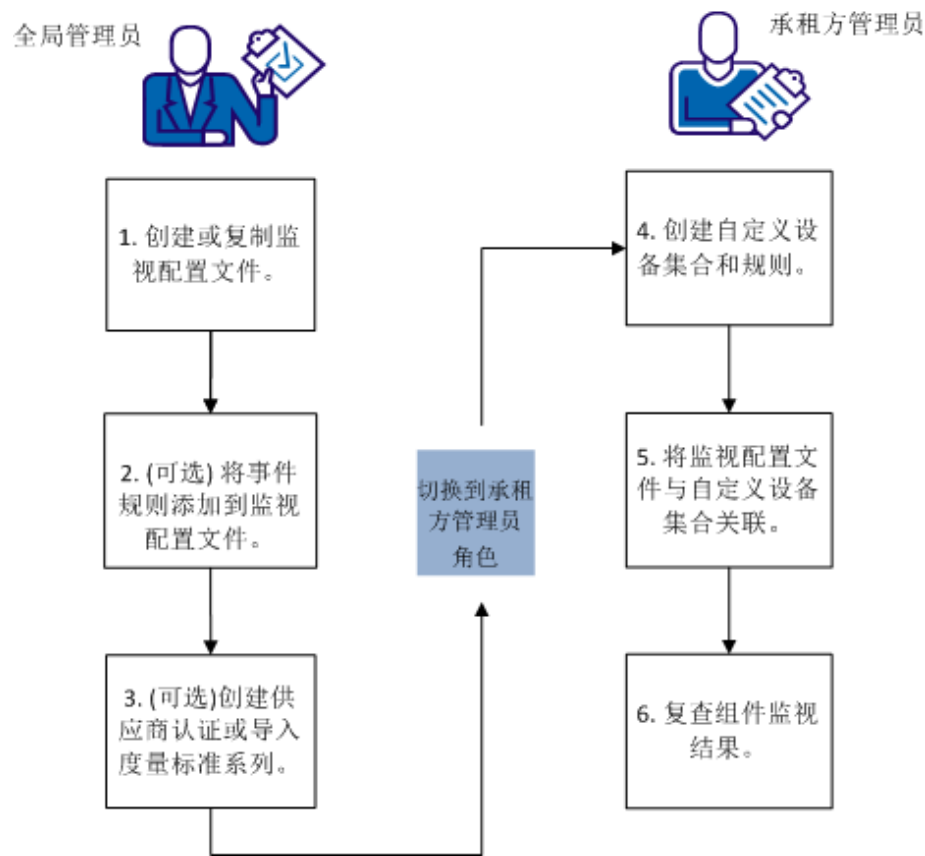 全局管理员
承租方管理员
1. 创建或复制监
视配置文件。
2. (可选) 将事件
规则添加到监视
配置文件。
3. (可选)创建供
应商认证或导入
度量标准系列。
切换到承租
方管理员
角色
4. 创建自定义设
备集合和规则。
5. 将监视配置文
件与自定义设备
集合关联。
6. 复查组件监视
结果。